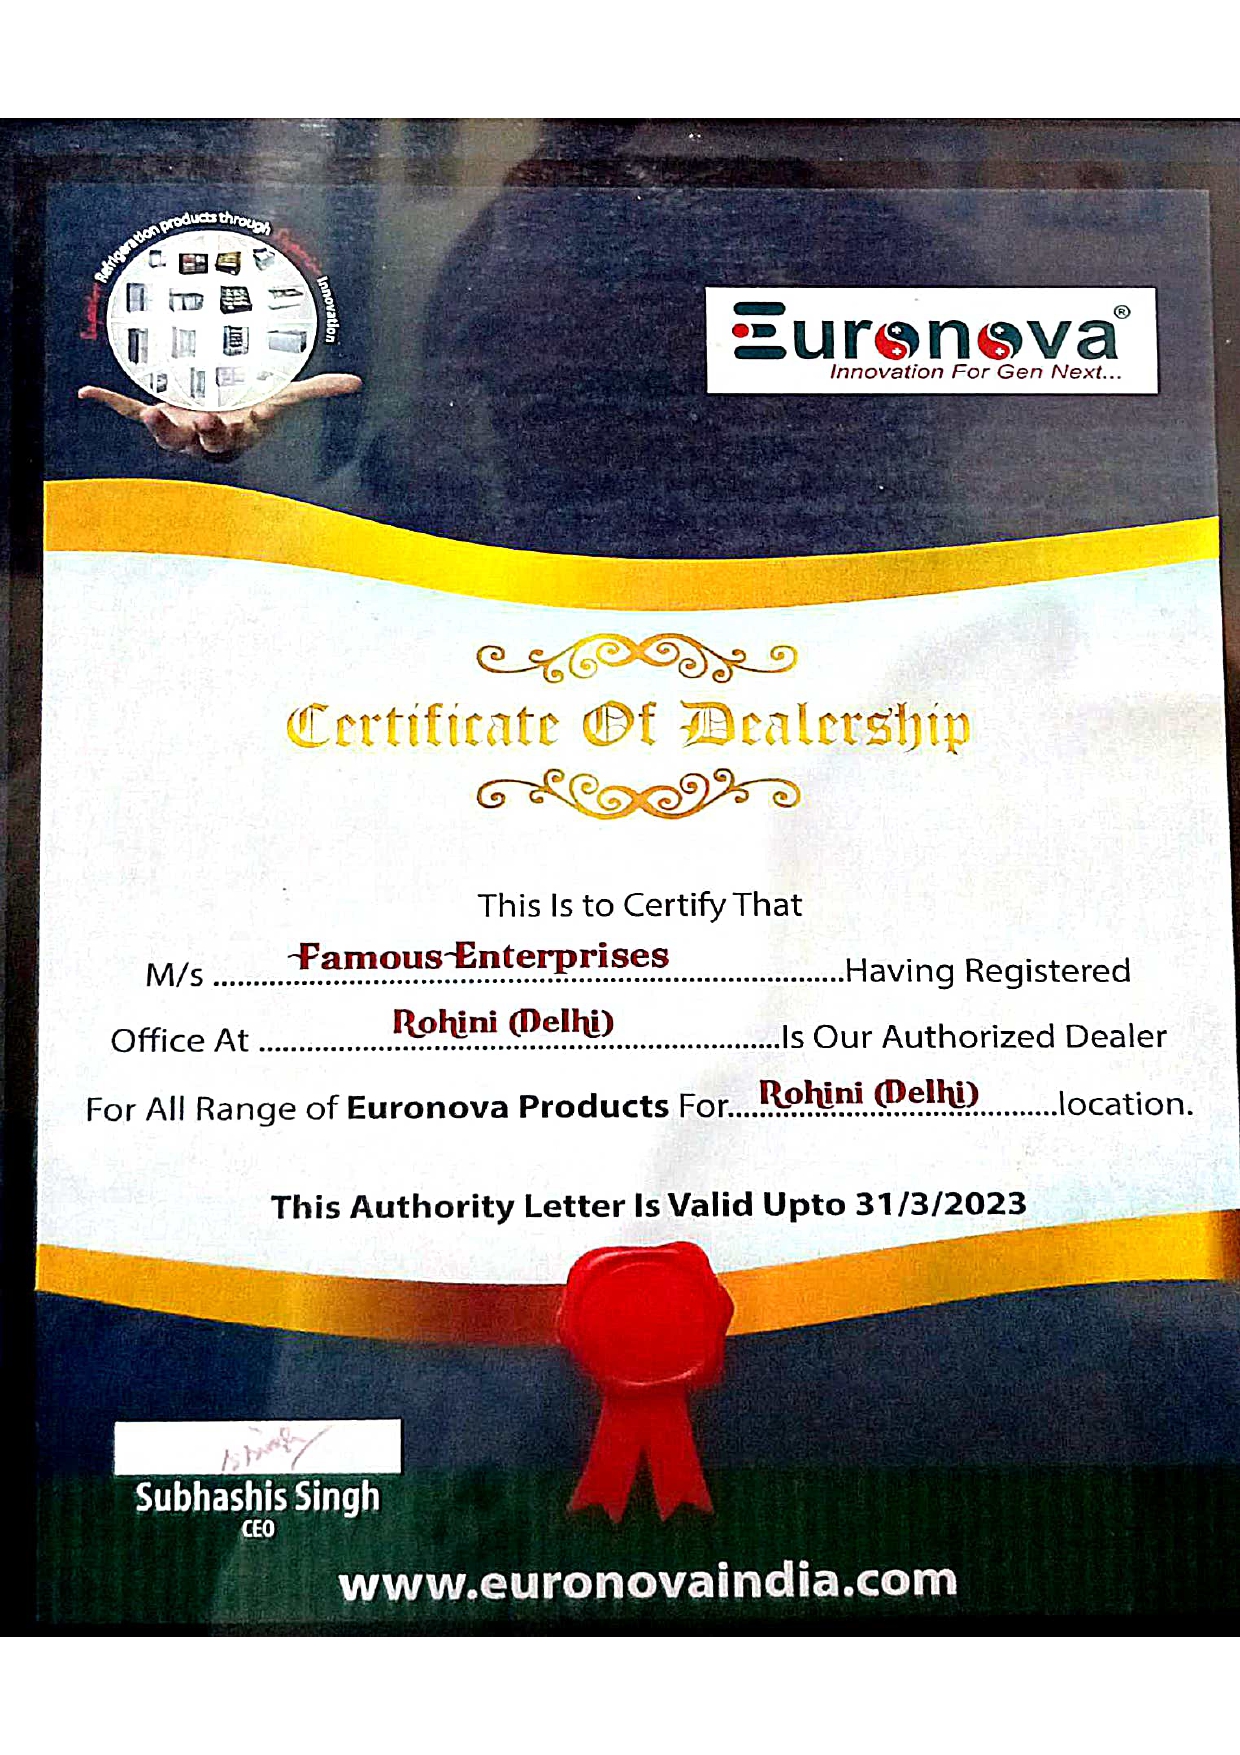 Refrigeration products through Innovation
Euronova®
Innovation For Gen Next...
Certificate Of Dealership
This Is to Certify That
M/s ........Famous Enterprises........Having Registered
Office At ........Rohini (Delhi)........Is Our Authorized Dealer
For All Range of Euronova Products For........Rohini (Delhi)........location.
This Authority Letter Is Valid Upto 31/3/2023
Subhashis Singh
CEO
www.euronovaindia.com